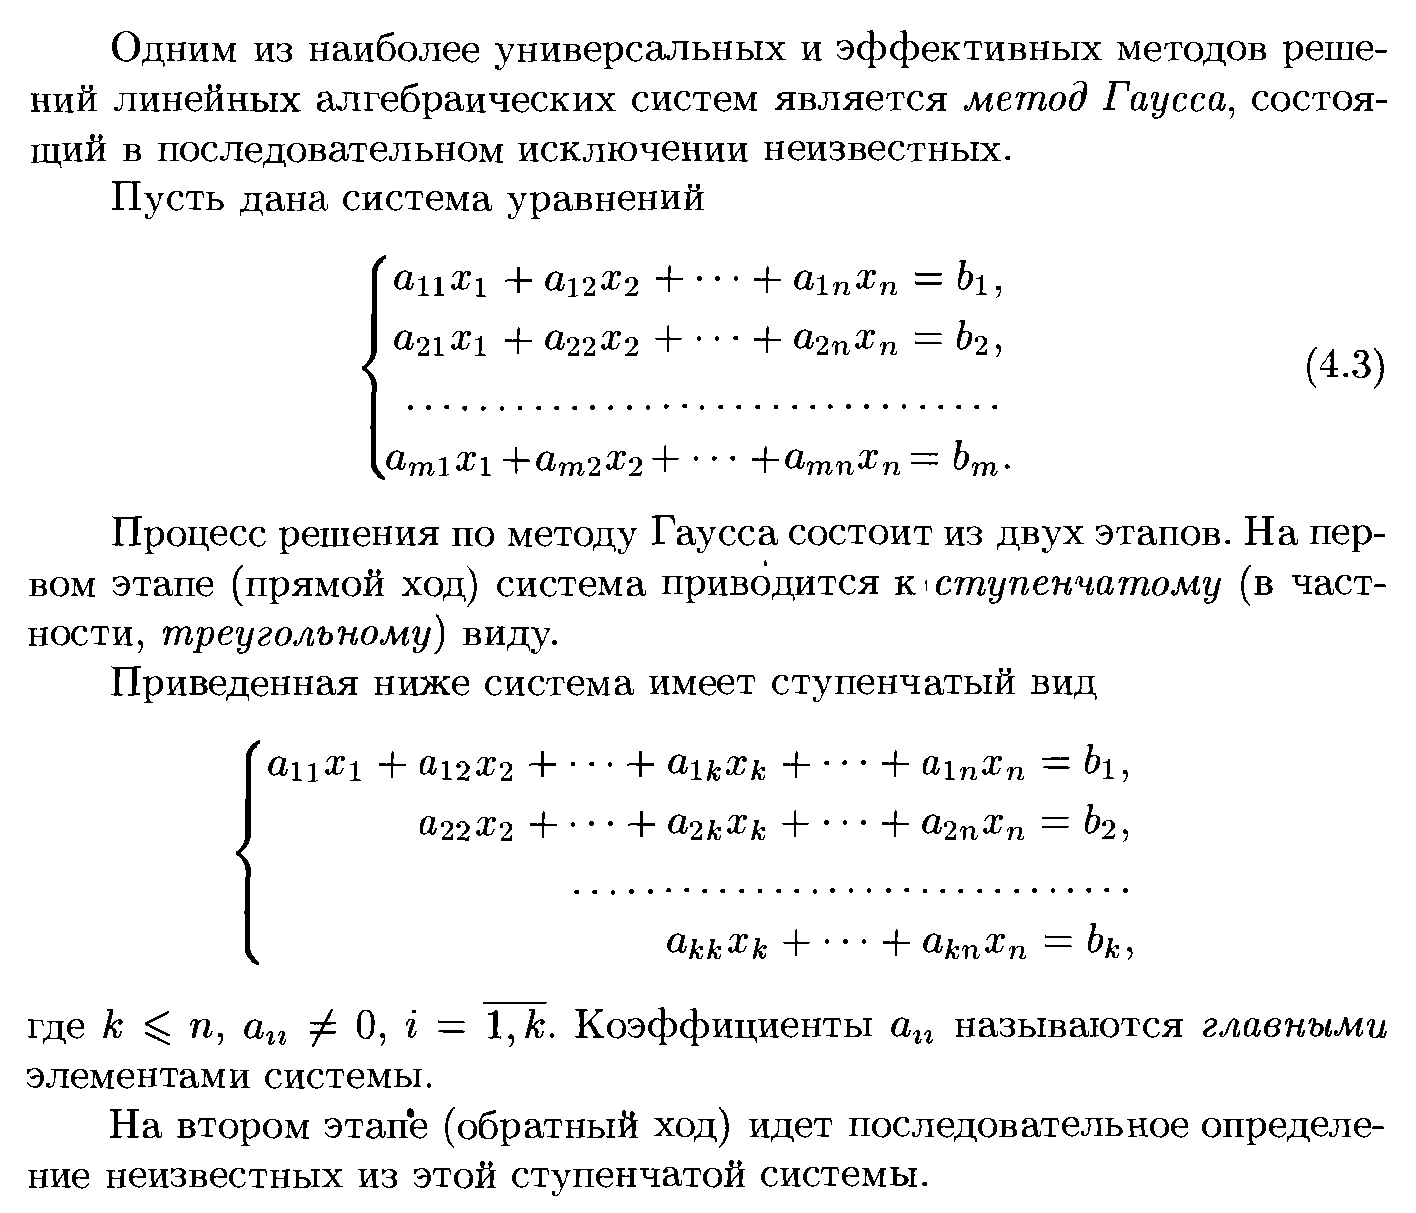 Одним из наиболее универсальных и эффективных методов реше-
ний линейных алгебраических систем является метод Гаусса, состоя-
щий в последовательном исключении неизвестных.
Пусть дана система уравнений
a₁₁x₁ + a₁₂x₂ + ··· + a₁ₙxₙ = b₁,
a₂₁x₁ + a₂₂x₂ + ··· + a₂ₙxₙ = b₂,
(4.3)
.................................
aₘ₁x₁ + aₘ₂x₂ + ··· + aₘₙxₙ = bₘ.
Процесс решения по методу Гаусса состоит из двух этапов. На пер-
вом этапе (прямой ход) система приводится к ступенчатому (в част-
ности, треугольному) виду.
Приведенная ниже система имеет ступенчатый вид
a₁₁x₁ + a₁₂x₂ + ··· + a₁ₖxₖ + ··· + a₁ₙxₙ = b₁,
a₂₂x₂ + ··· + a₂ₖxₖ + ··· + a₂ₙxₙ = b₂,
...............................
aₖₖxₖ + ··· + aₖₙxₙ = bₖ,
где k ⩽ n, aᵢᵢ ≠ 0, i = 1, k. Коэффициенты aᵢᵢ называются главными
элементами системы.
На втором этапе (обратный ход) идет последовательное определе-
ние неизвестных из этой ступенчатой системы.